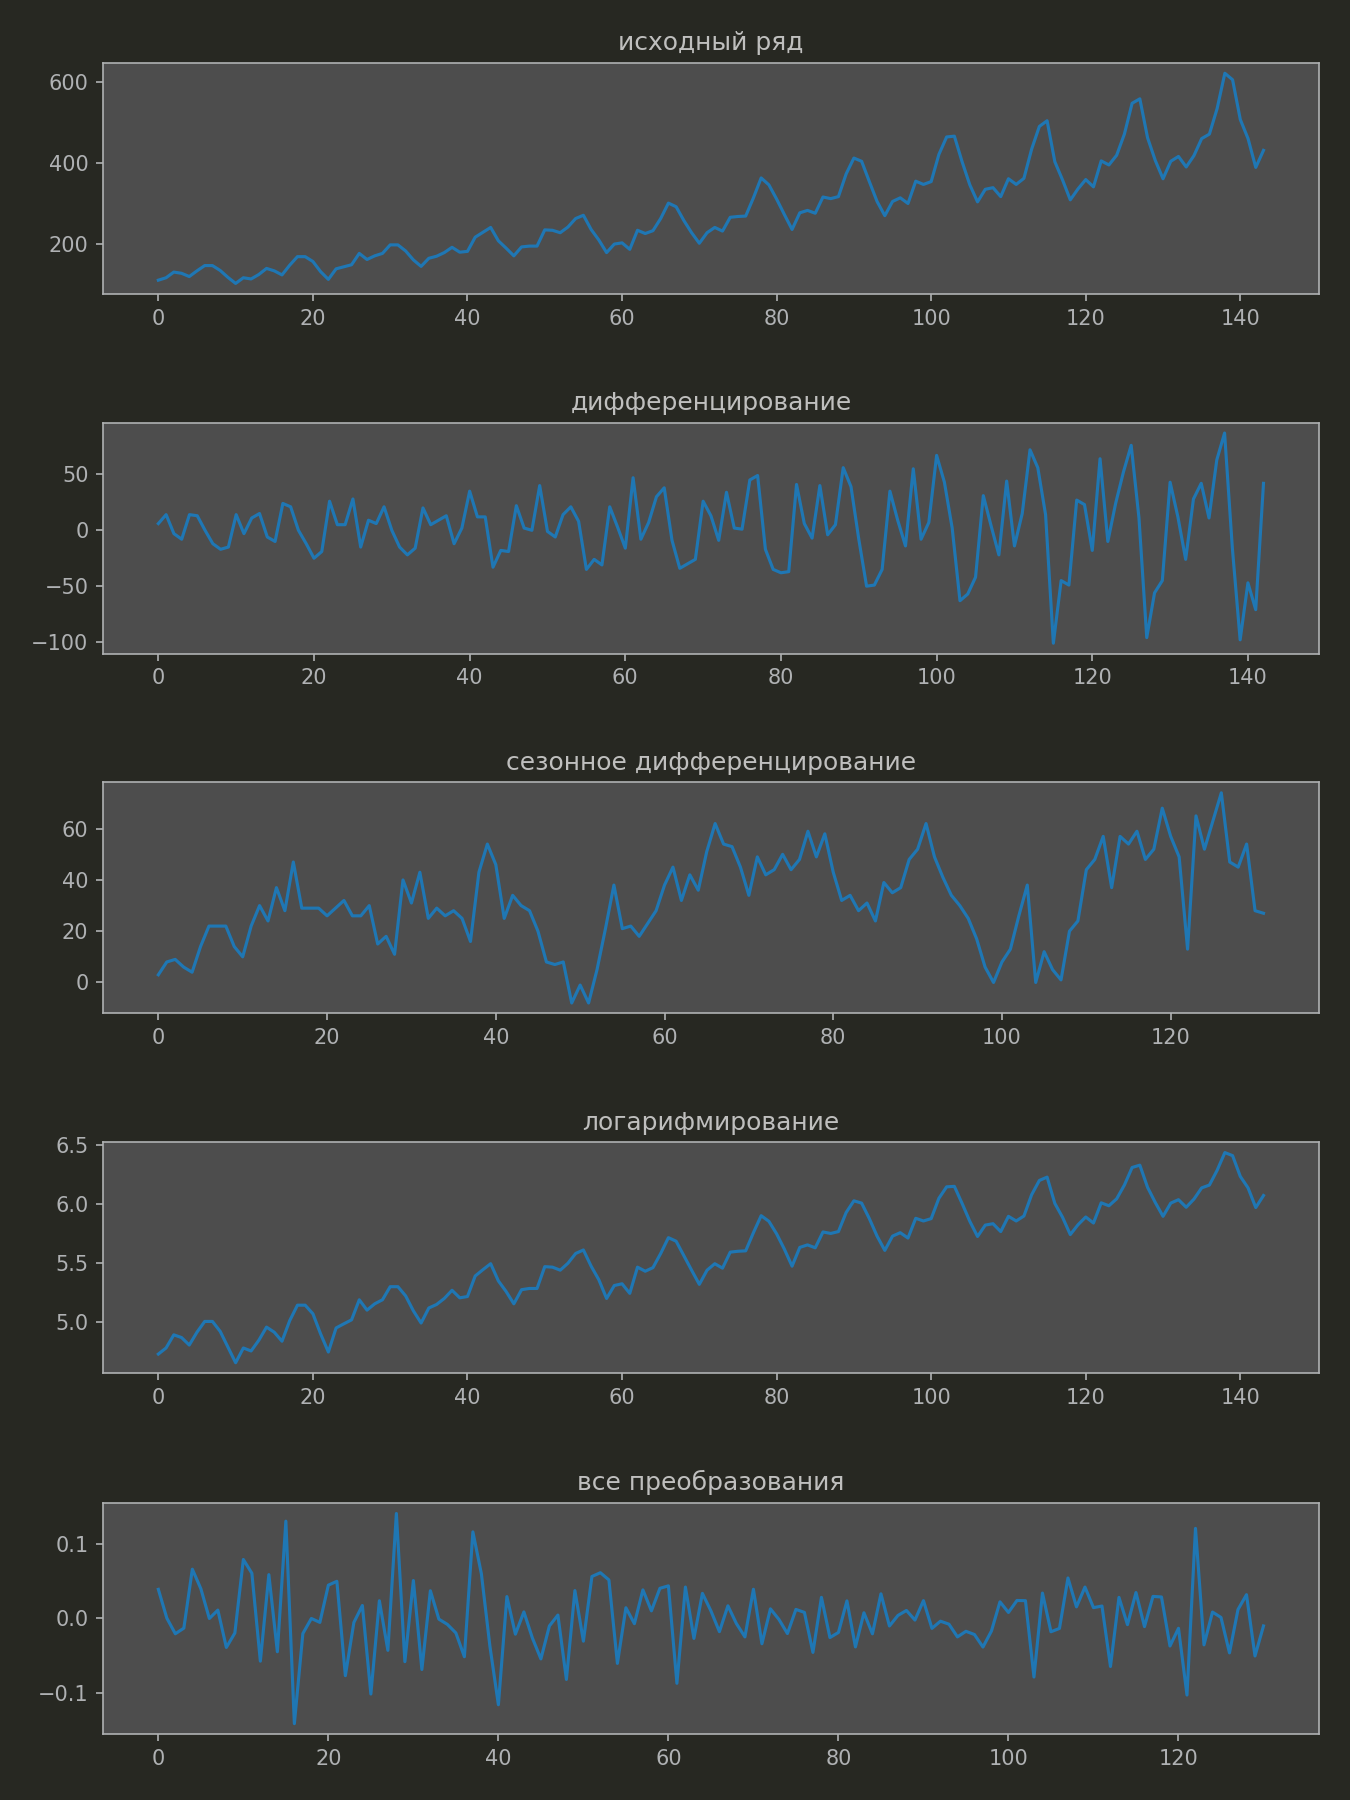 исходный ряд
600
400
200
0 20 40 60 80 100 120 140
дифференцирование
50
0
−50
−100
0 20 40 60 80 100 120 140
сезонное дифференцирование
60
40
20
0
0 20 40 60 80 100 120
логарифмирование
6.5
6.0
5.5
5.0
0 20 40 60 80 100 120 140
все преобразования
0.1
0.0
−0.1
0 20 40 60 80 100 120